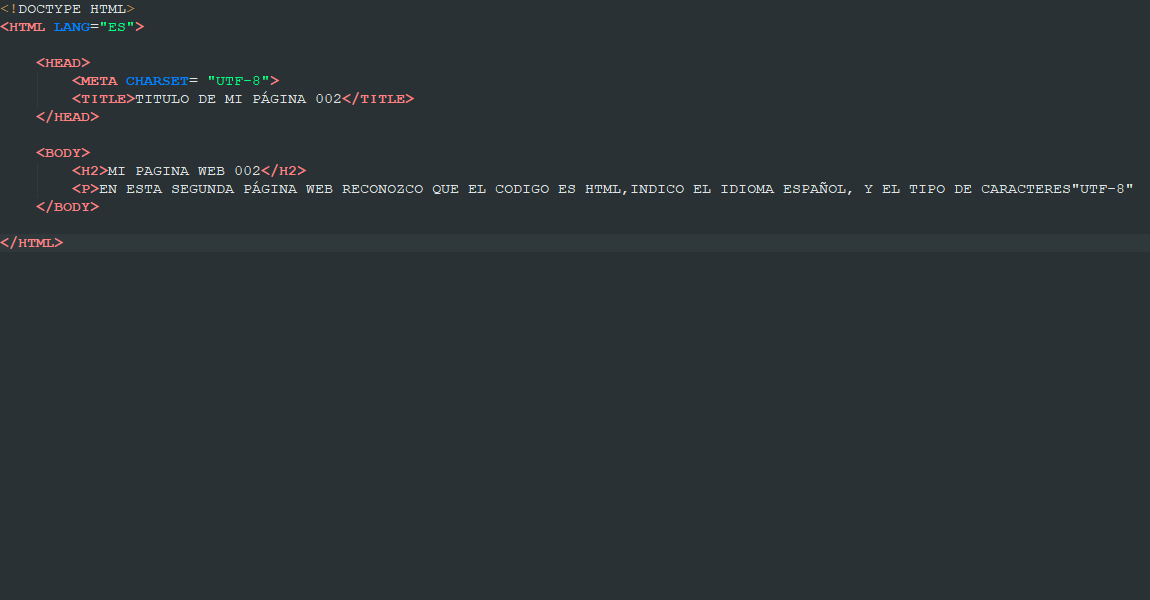 <!DOCTYPE HTML>
<HTML LANG="ES">
<HEAD>
<META CHARSET= "UTF-8">
<TITLE>TITULO DE MI PÁGINA 002</TITLE>
</HEAD>
<BODY>
<H2>MI PAGINA WEB 002</H2>
<P>EN ESTA SEGUNDA PÁGINA WEB RECONOZCO QUE EL CODIGO ES HTML,INDICO EL IDIOMA ESPAÑOL, Y EL TIPO DE CARACTERES"UTF-8"
</BODY>
</HTML>